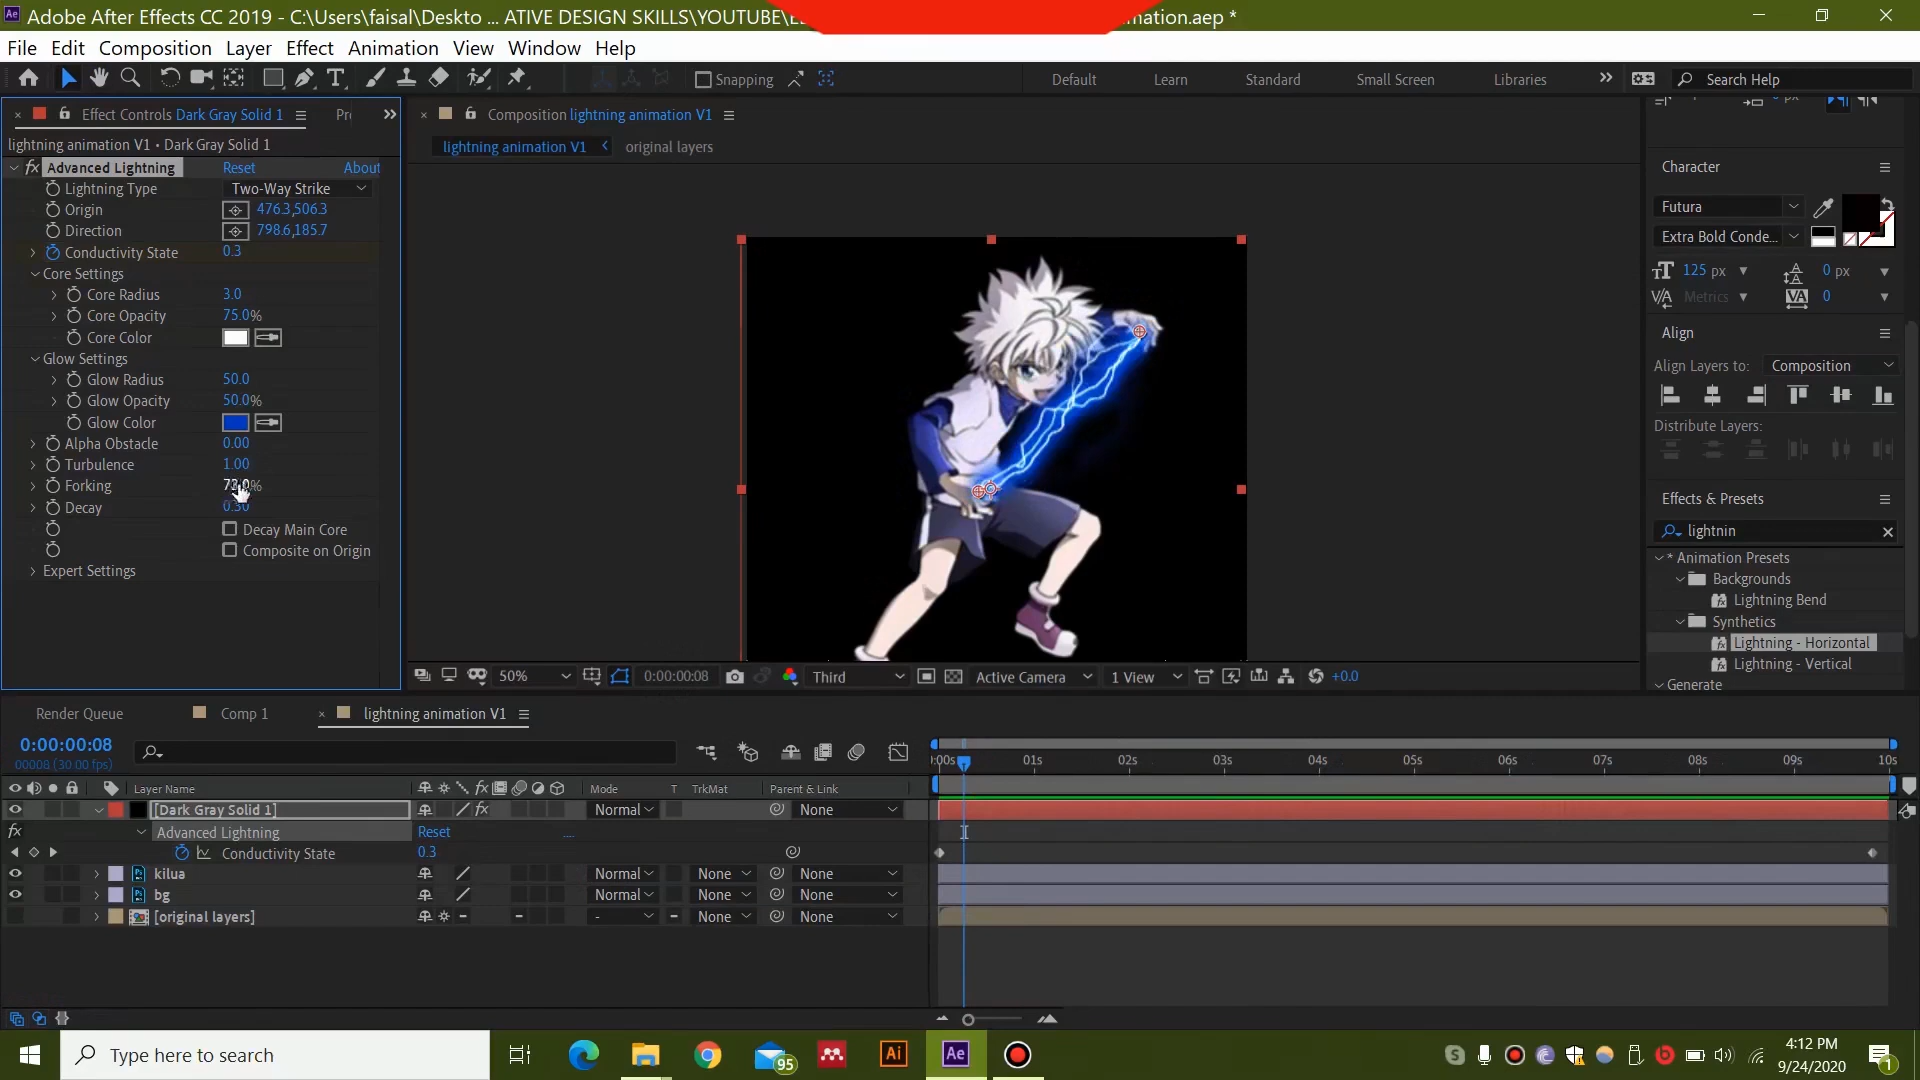 Adobe After Effects CC 2019 - C:\Users\faisal\Deskto ... ATIVE DESIGN SKILLS\YOUTUBE\
mation.aep *
File Edit Composition Layer Effect Animation View Window Help
Snapping
Default Learn Standard Small Screen Libraries
Search Help
Effect Controls Dark Gray Solid 1
lightning animation V1 • Dark Gray Solid 1
fx Advanced Lightning Reset About
Lightning Type Two-Way Strike
Origin 476.3,506.3
Direction 798.6,185.7
Conductivity State 0.3
Core Settings
Core Radius 3.0
Core Opacity 75.0%
Core Color
Glow Settings
Glow Radius 50.0
Glow Opacity 50.0%
Glow Color
Alpha Obstacle 0.00
Turbulence 1.00
Forking
Decay 0.30
Decay Main Core
Composite on Origin
Expert Settings
Composition lightning animation V1
lightning animation V1 original layers
50% 0:00:00:08 Third Active Camera 1 View +0.0
Character
Futura
Extra Bold Conde...
125 px 0 px
Metrics 0
Align
Align Layers to: Composition
Distribute Layers:
Effects & Presets
lightnin
* Animation Presets
Backgrounds
Lightning Bend
Synthetics
Lightning - Horizontal
Lightning - Vertical
Generate
Render Queue Comp 1 lightning animation V1
0:00:00:08
00008 (30.00 fps)
:00s 01s 02s 03s 04s 05s 06s 07s 08s 09s 10s
Layer Name Mode T TrkMat Parent & Link
[Dark Gray Solid 1] fx Normal None
fx Advanced Lightning Reset
Conductivity State 0.3
kilua Normal None None
bg Normal None None
[original layers] - None None
Type here to search
95
Ai
Ae
4:12 PM
9/24/2020
1